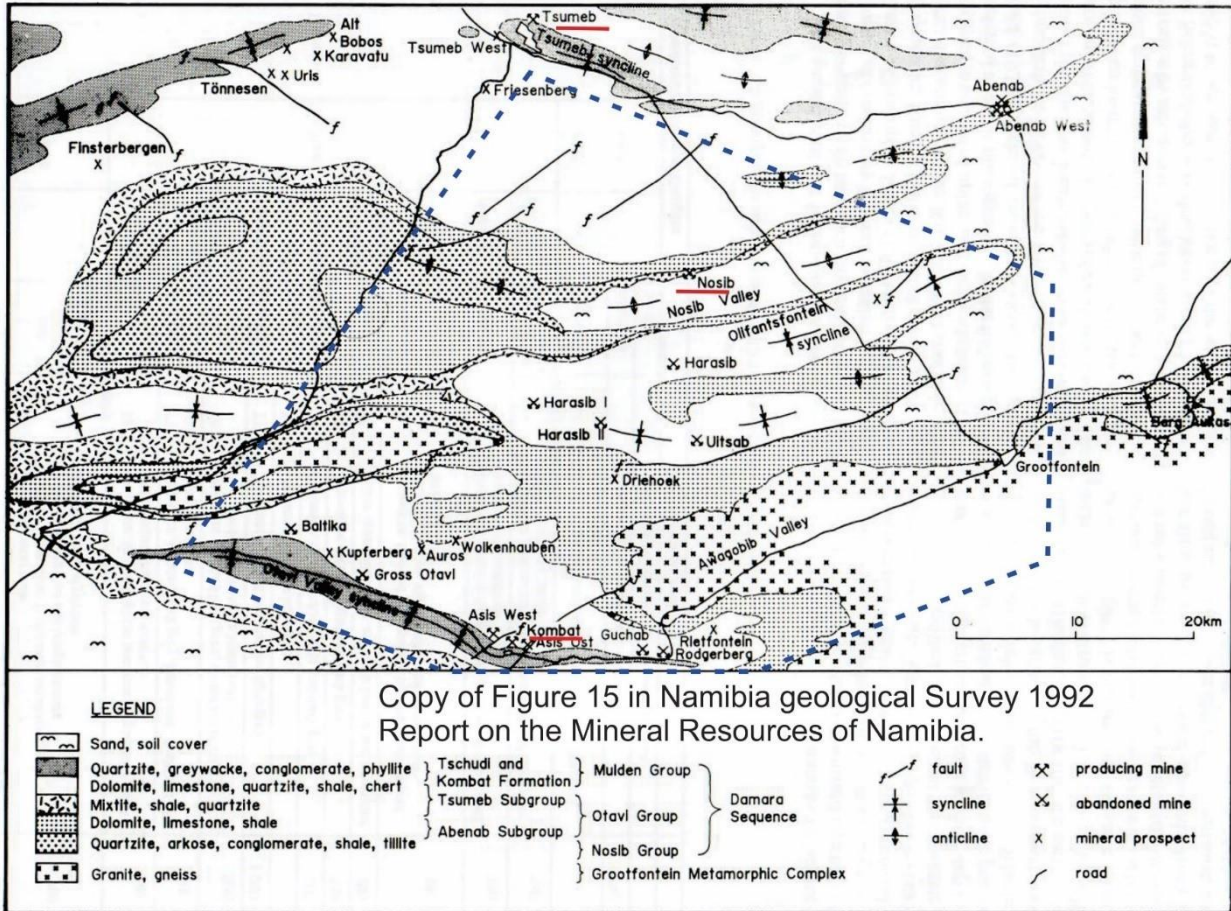 Tsumeb
Tsumeb West
Tsumeb syncline
Alt
Bobos
Karavatu
Uris
Tönnesen
Friesenberg
Abenab
Abenab West
Finsterbergen
N
Nosib
Nosib Valley
Olifantsfontein
syncline
Harasib
Harasib I
Harasib II
Uitsab
Berg Aukas
Grootfontein
Driehoek
Baltika
Kupferberg
Auros
Wolkenhauben
Awagobib Valley
Gross Otavi
Otavi Valley syncline
Asis West
Kombat
Asis Ost
Guchab
Rietfontein
Rodgerberg
0 10 20km
Copy of Figure 15 in Namibia geological Survey 1992
Report on the Mineral Resources of Namibia.
LEGEND
Sand, soil cover
Quartzite, greywacke, conglomerate, phyllite
Dolomite, limestone, quartzite, shale, chert
Mixtite, shale, quartzite
Dolomite, limestone, shale
Quartzite, arkose, conglomerate, shale, tillite
Granite, gneiss
Tschudi and
Kombat Formation
Tsumeb Subgroup
Abenab Subgroup
Mulden Group
Otavi Group
Nosib Group
Grootfontein Metamorphic Complex
Damara
Sequence
f f fault
syncline
anticline
producing mine
abandoned mine
x mineral prospect
road